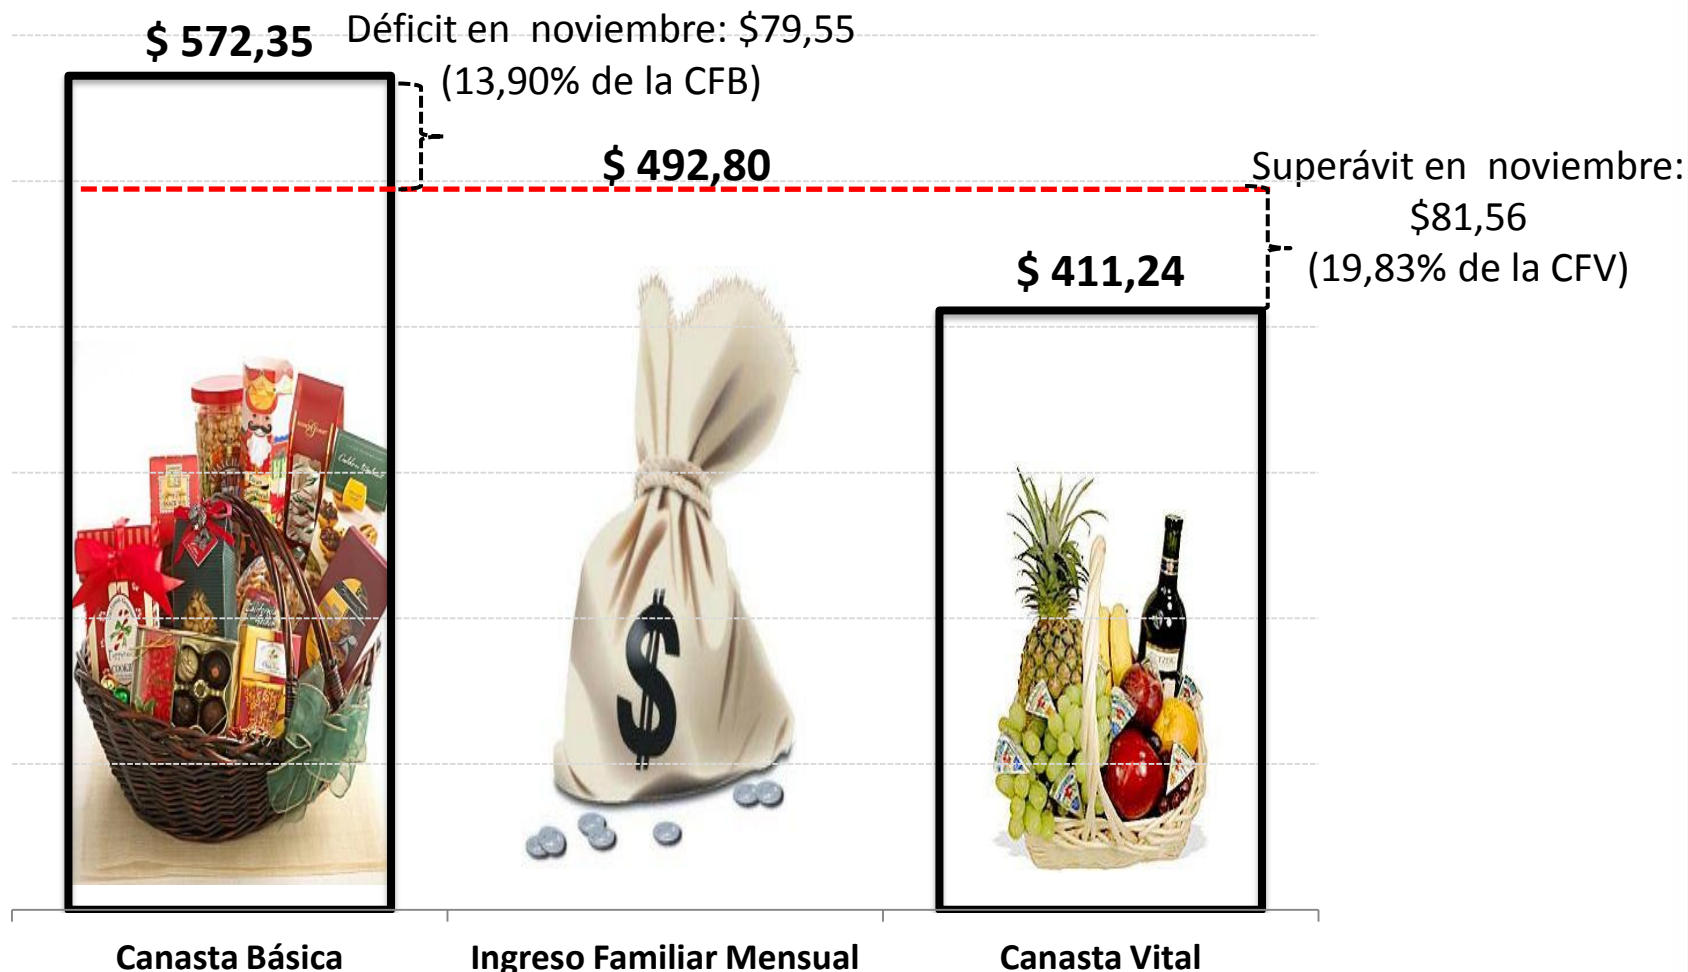 $ 572,35
Déficit en noviembre: $79,55
(13,90% de la CFB)
$ 492,80
Superávit en noviembre:
$81,56
(19,83% de la CFV)
$ 411,24
$
Canasta Básica
Ingreso Familiar Mensual
Canasta Vital